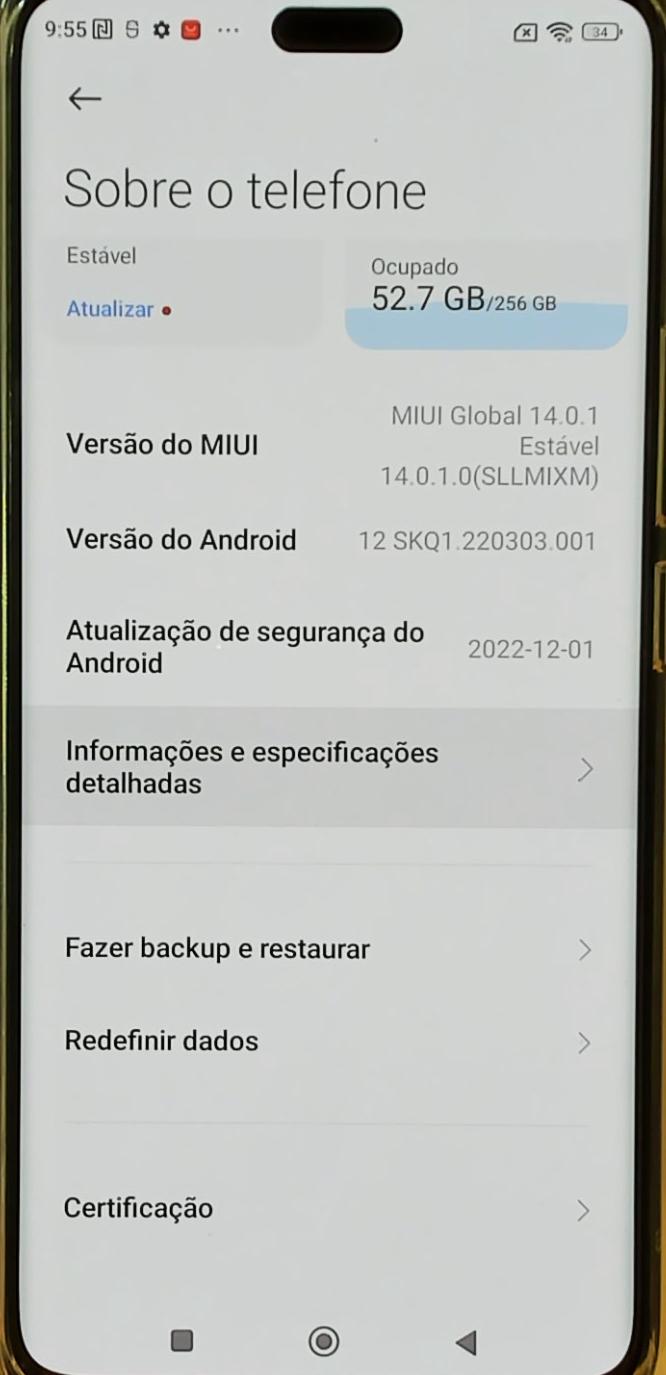 9:55
34
Sobre o telefone
Estável
Atualizar
Ocupado
52.7 GB/256 GB
Versão do MIUI
MIUI Global 14.0.1
Estável
14.0.1.0(SLLMIXM)
Versão do Android
12 SKQ1.220303.001
Atualização de segurança do
Android
2022-12-01
Informações e especificações
detalhadas
Fazer backup e restaurar
Redefinir dados
Certificação